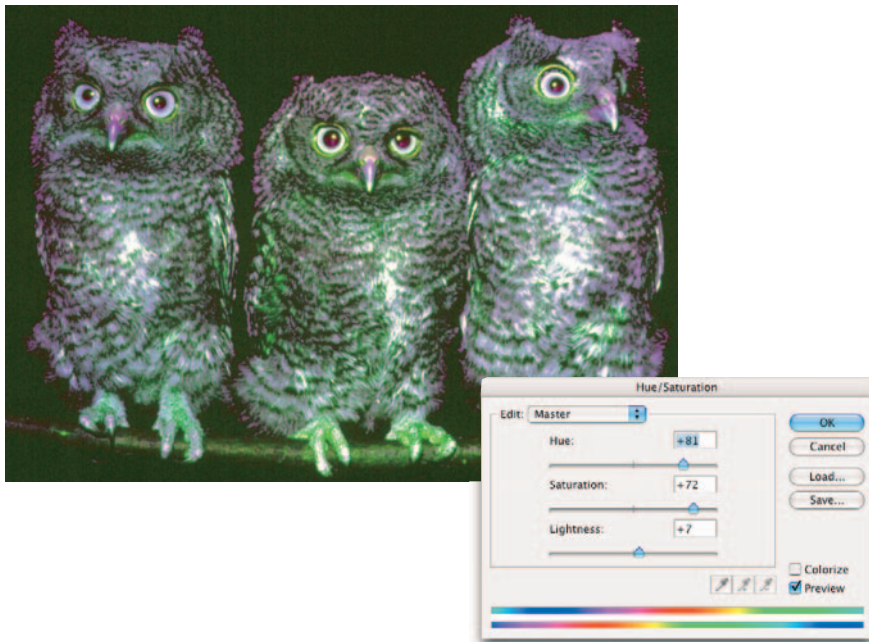 Hue/Saturation
Edit: Master
OK
Hue: +81
Cancel
Load...
Saturation: +72
Save...
Lightness: +7
Colorize
Preview